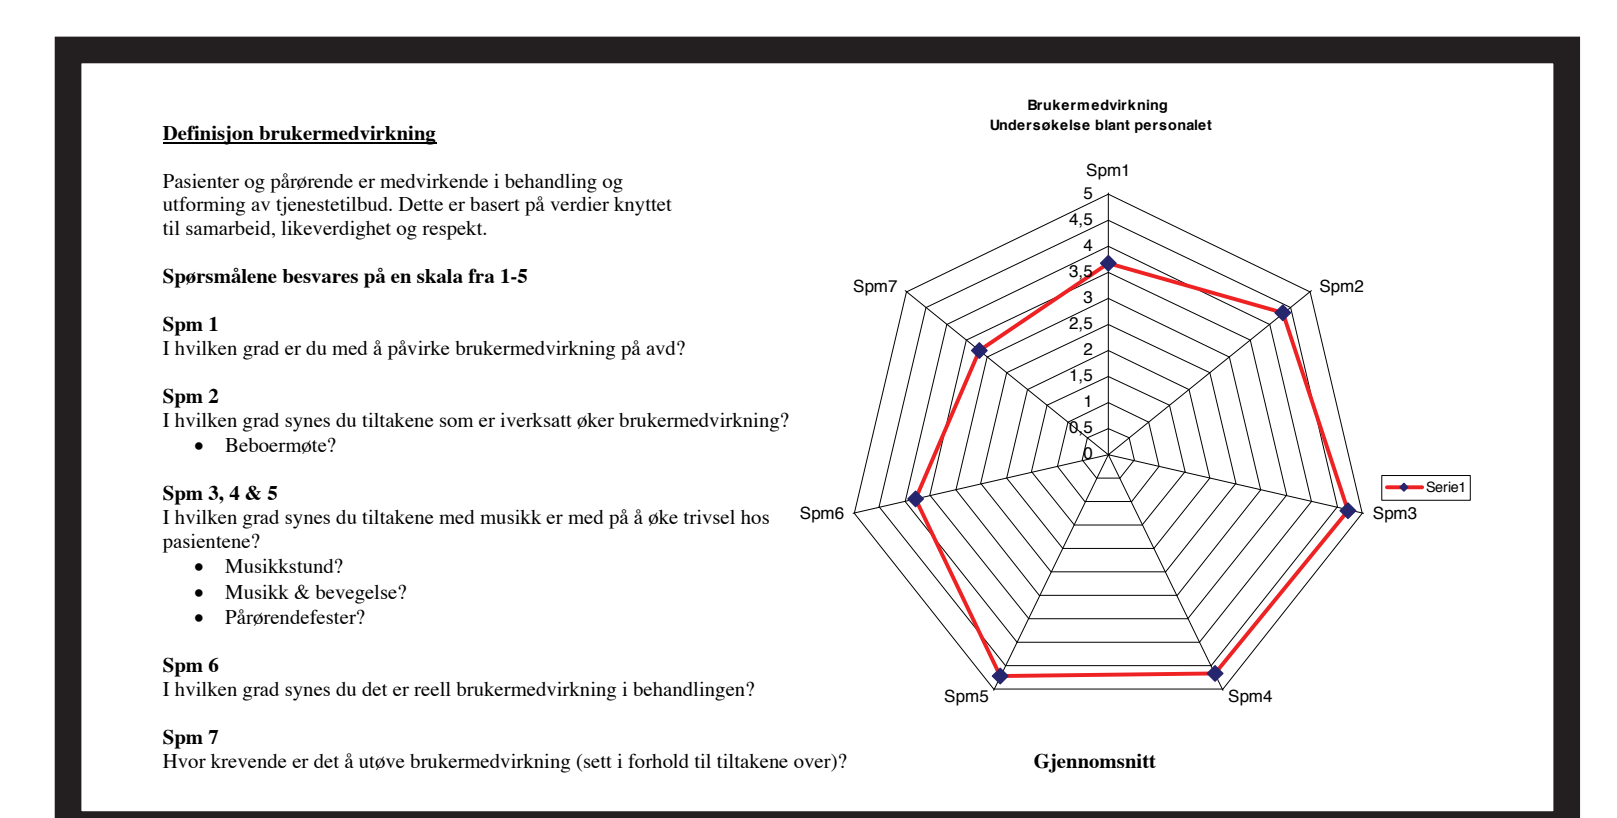 Definisjon brukermedvirkning
Pasienter og pårørende er medvirkende i behandling og
utforming av tjenestetilbud. Dette er basert på verdier knyttet
til samarbeid, likeverdighet og respekt.
Spørsmålene besvares på en skala fra 1-5
Spm 1
I hvilken grad er du med å påvirke brukermedvirkning på avd?
Spm 2
I hvilken grad synes du tiltakene som er iverksatt øker brukermedvirkning?
• Beboermøte?
Spm 3, 4 & 5
I hvilken grad synes du tiltakene med musikk er med på å øke trivsel hos
pasientene?
• Musikkstund?
• Musikk & bevegelse?
• Pårørendefester?
Spm 6
I hvilken grad synes du det er reell brukermedvirkning i behandlingen?
Spm 7
Hvor krevende er det å utøve brukermedvirkning (sett i forhold til tiltakene over)?
Brukermedvirkning
Undersøkelse blant personalet
Spm1
5
4,5
4
3,5
3
2,5
2
1,5
1
0,5
0
Spm2
Spm3
Spm4
Spm5
Spm6
Spm7
Serie1
Gjennomsnitt